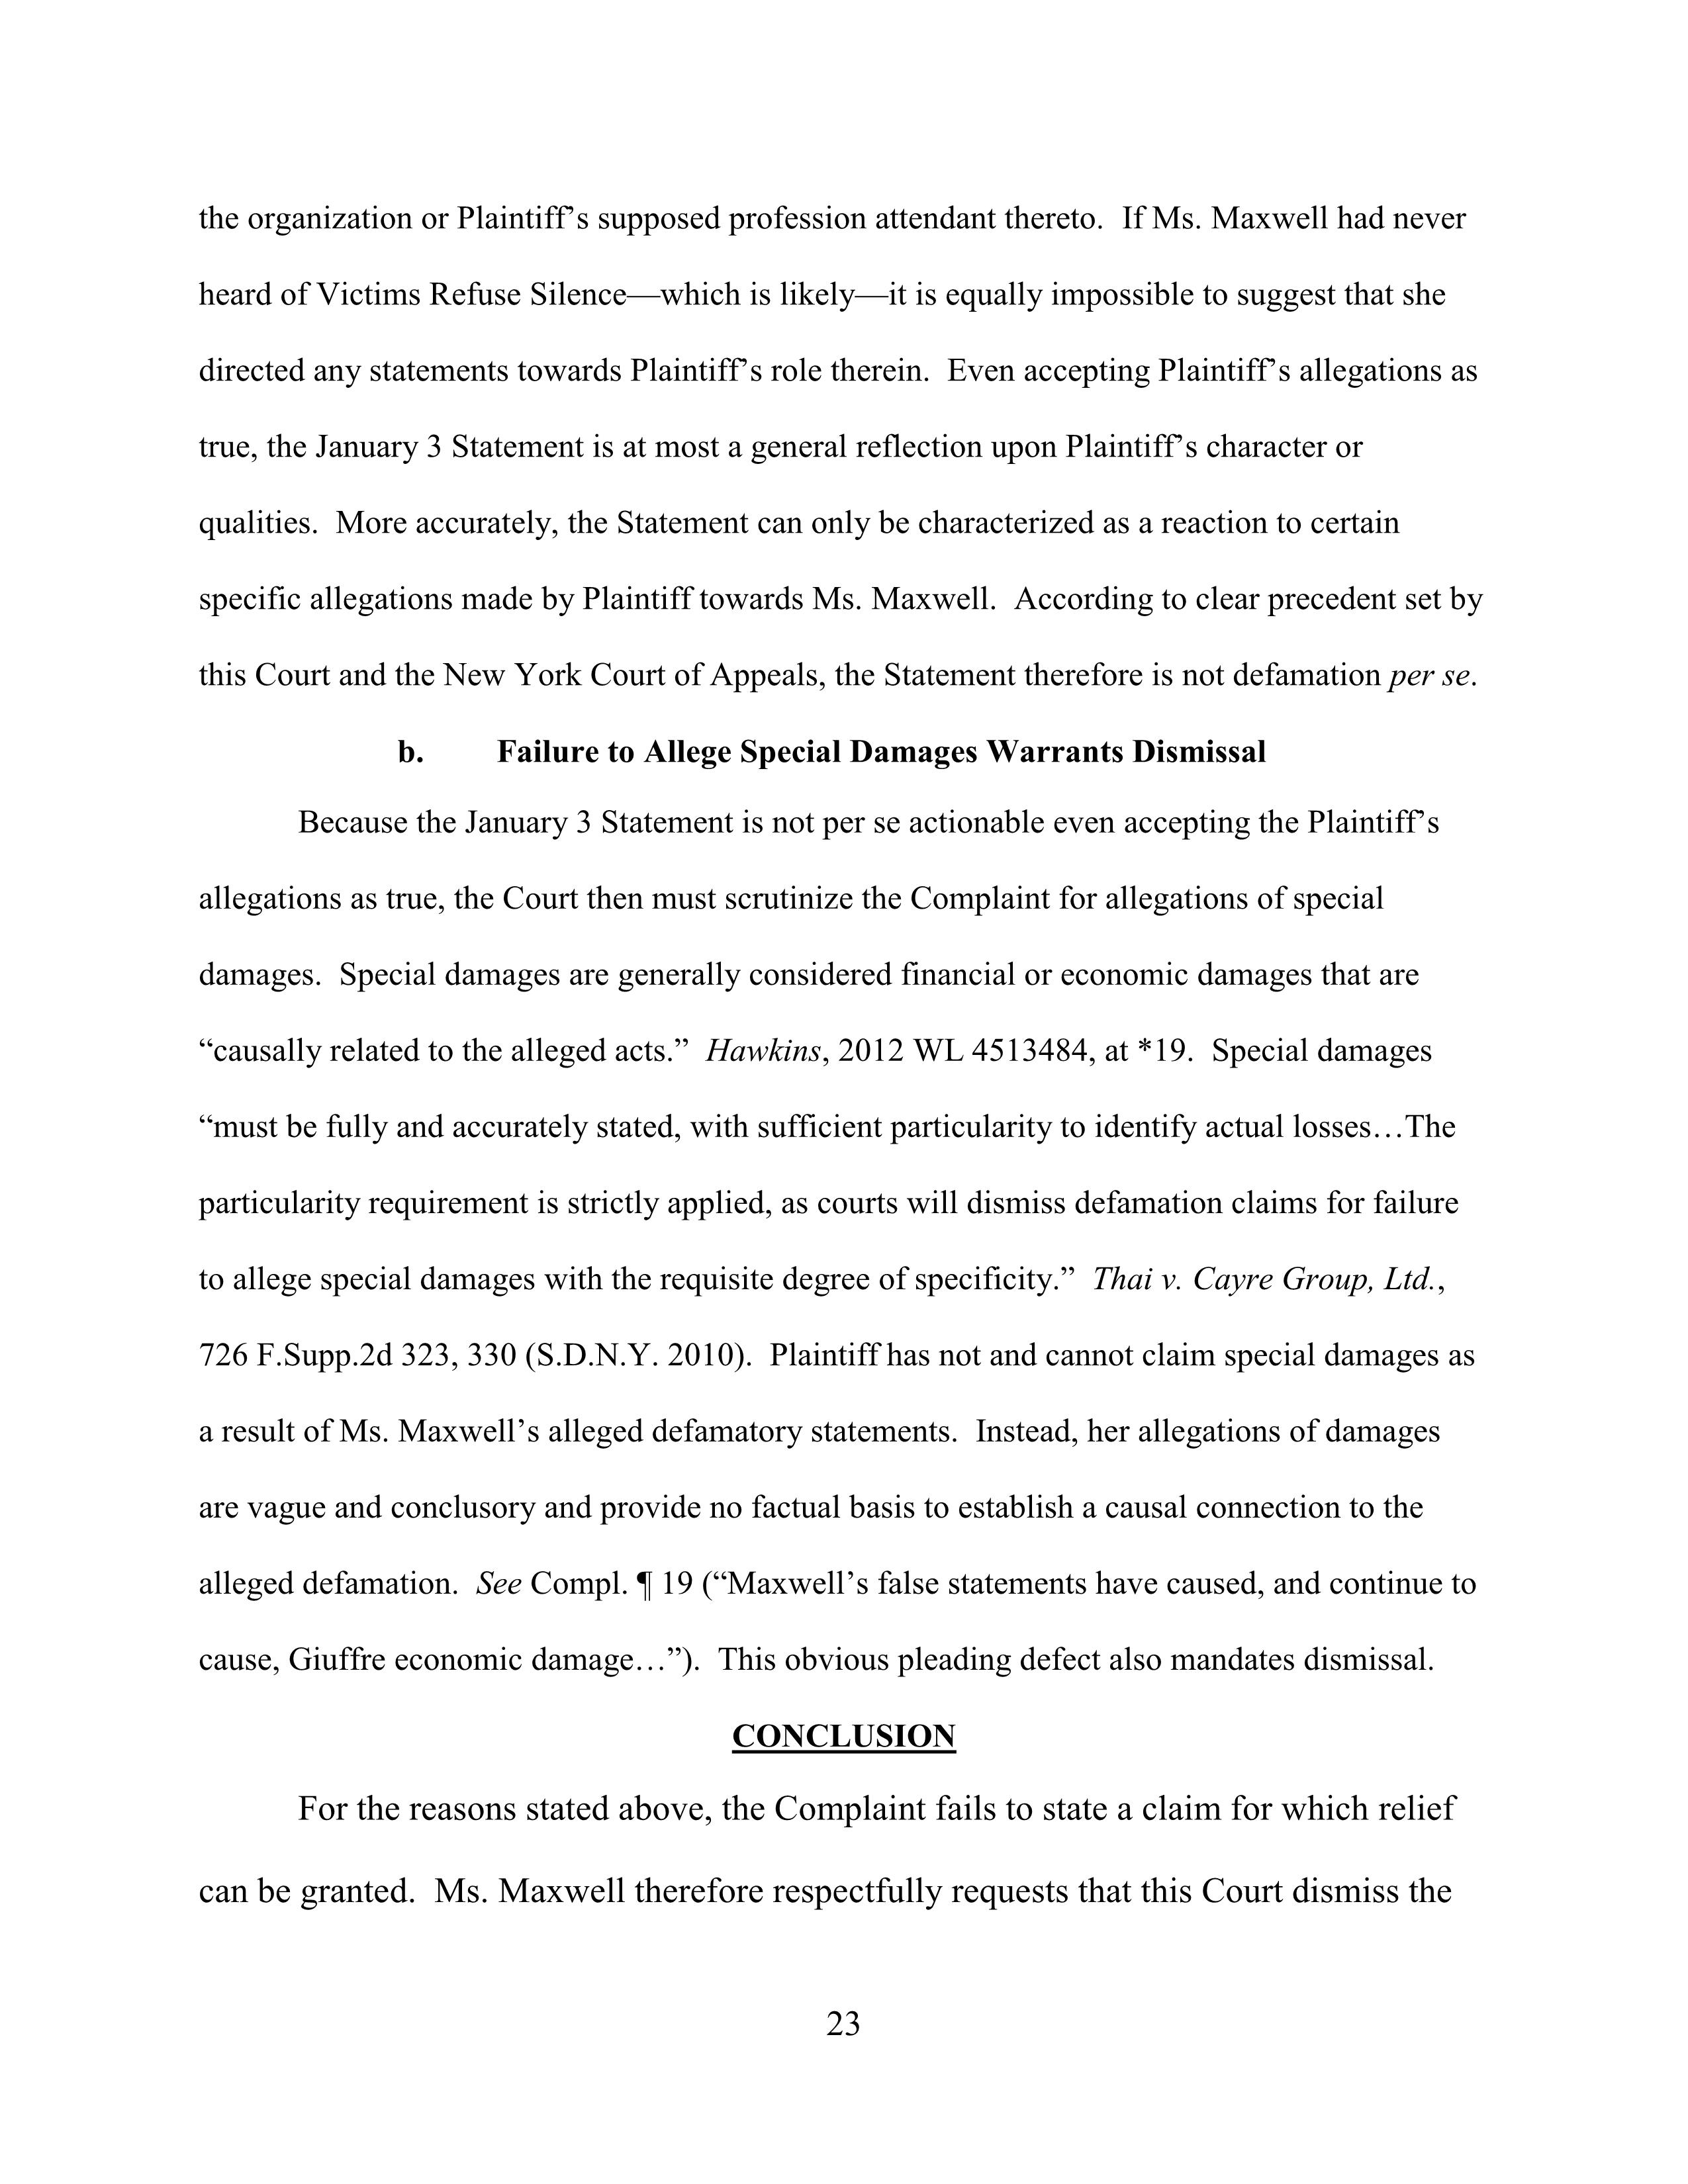 the organization or Plaintiff’s supposed profession attendant thereto.  If Ms. Maxwell had never
heard of Victims Refuse Silence—which is likely—it is equally impossible to suggest that she
directed any statements towards Plaintiff’s role therein.  Even accepting Plaintiff’s allegations as
true, the January 3 Statement is at most a general reflection upon Plaintiff’s character or
qualities.  More accurately, the Statement can only be characterized as a reaction to certain
specific allegations made by Plaintiff towards Ms. Maxwell.  According to clear precedent set by
this Court and the New York Court of Appeals, the Statement therefore is not defamation per se.
b. Failure to Allege Special Damages Warrants Dismissal
Because the January 3 Statement is not per se actionable even accepting the Plaintiff’s
allegations as true, the Court then must scrutinize the Complaint for allegations of special
damages.  Special damages are generally considered financial or economic damages that are
“causally related to the alleged acts.”  Hawkins, 2012 WL 4513484, at *19.  Special damages
“must be fully and accurately stated, with sufficient particularity to identify actual losses…The
particularity requirement is strictly applied, as courts will dismiss defamation claims for failure
to allege special damages with the requisite degree of specificity.”  Thai v. Cayre Group, Ltd.,
726 F.Supp.2d 323, 330 (S.D.N.Y. 2010).  Plaintiff has not and cannot claim special damages as
a result of Ms. Maxwell’s alleged defamatory statements.  Instead, her allegations of damages
are vague and conclusory and provide no factual basis to establish a causal connection to the
alleged defamation.  See Compl. ¶ 19 (“Maxwell’s false statements have caused, and continue to
cause, Giuffre economic damage…”).  This obvious pleading defect also mandates dismissal.
CONCLUSION
For the reasons stated above, the Complaint fails to state a claim for which relief
can be granted.  Ms. Maxwell therefore respectfully requests that this Court dismiss the
23